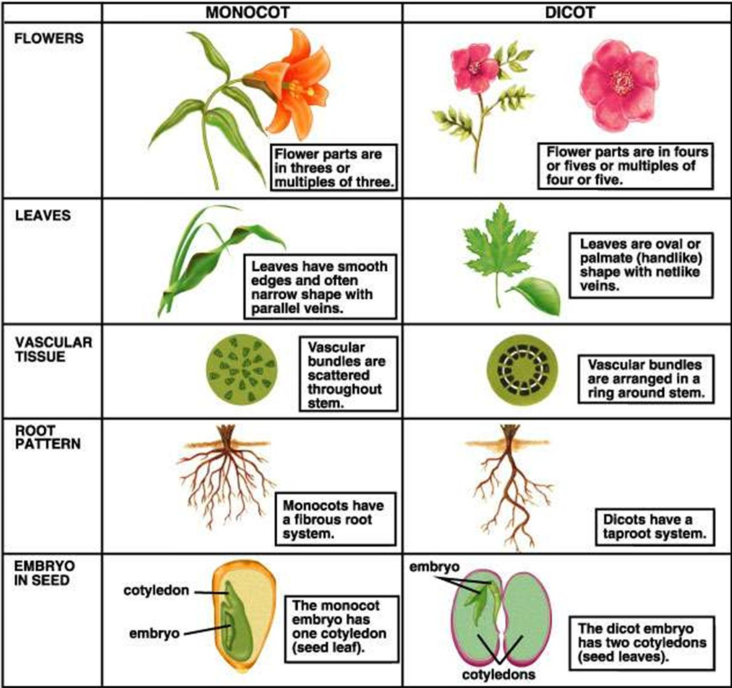 MONOCOT
DICOT
FLOWERS
Flower parts are
in threes or
multiples of three.
Flower parts are in fours
or fives or multiples of
four or five.
LEAVES
Leaves have smooth
edges and often
narrow shape with
parallel veins.
Leaves are oval or
palmate (handlike)
shape with netlike
veins.
VASCULAR
TISSUE
Vascular
bundles are
scattered
throughout
stem.
Vascular bundles
are arranged in a
ring around stem.
ROOT
PATTERN
Monocots have
a fibrous root
system.
Dicots have a
taproot system.
EMBRYO
IN SEED
cotyledon
embryo
The monocot
embryo has
one cotyledon
(seed leaf).
embryo
cotyledons
The dicot embryo
has two cotyledons
(seed leaves).